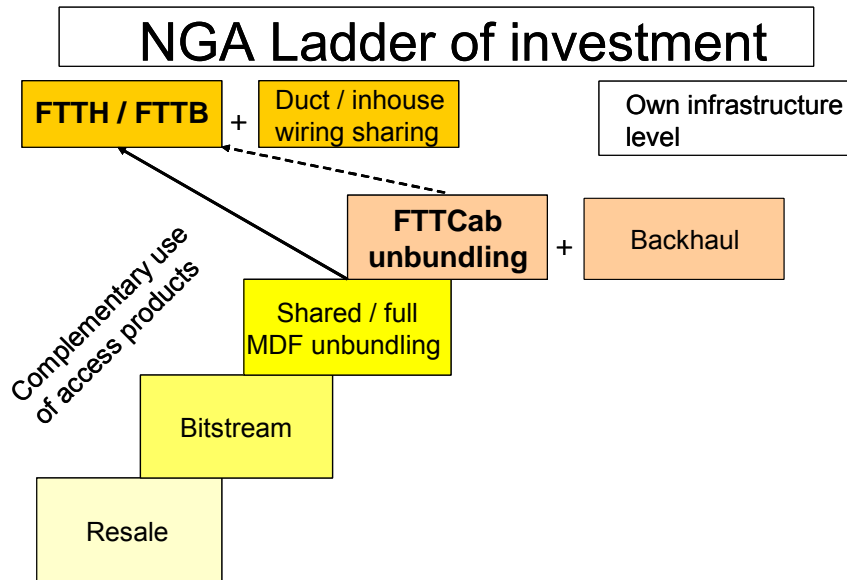 NGA Ladder of investment
FTTH / FTTB
+
Duct / inhouse
wiring sharing
Own infrastructure
level
FTTCab
unbundling
+
Backhaul
Complementary use
of access products
Shared / full
MDF unbundling
Bitstream
Resale